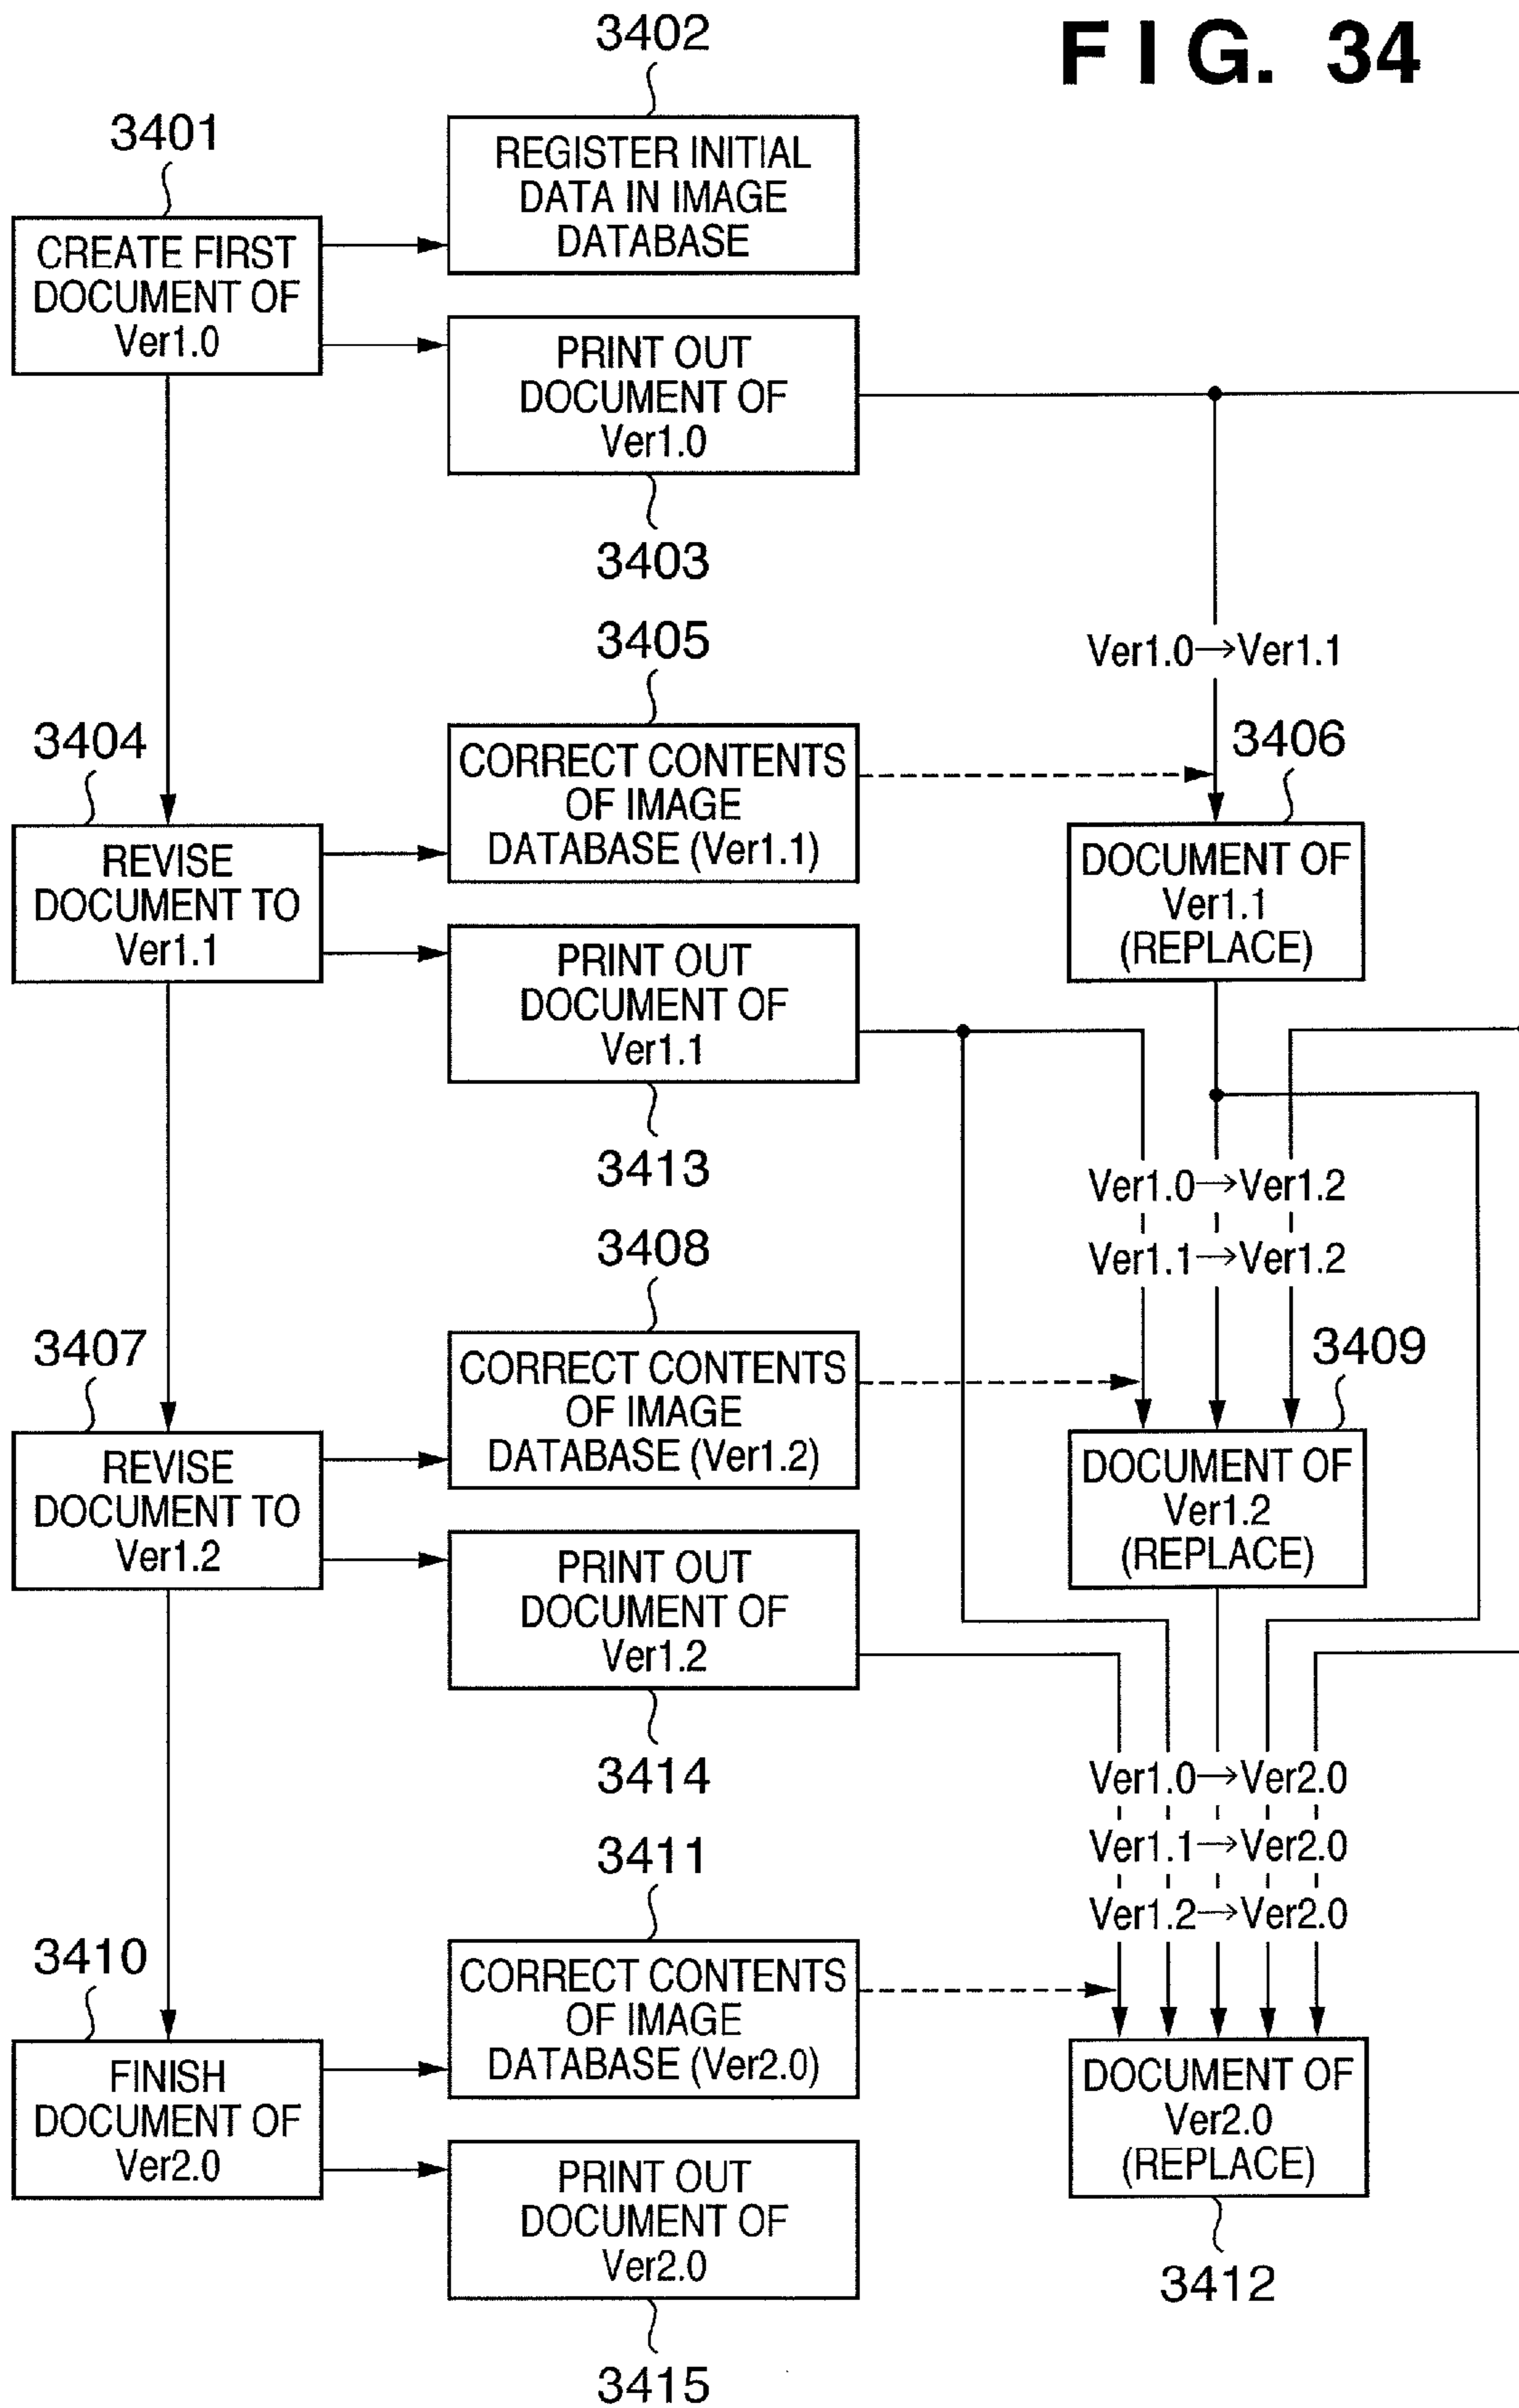 FIG. 34
3402
3401
REGISTER INITIAL
DATA IN IMAGE
DATABASE
CREATE FIRST
DOCUMENT OF
Ver1.0
PRINT OUT
DOCUMENT OF
Ver1.0
3403
3405
Ver1.0→Ver1.1
3404
3406
CORRECT CONTENTS
OF IMAGE
DATABASE (Ver1.1)
REVISE
DOCUMENT TO
Ver1.1
DOCUMENT OF
Ver1.1
(REPLACE)
PRINT OUT
DOCUMENT OF
Ver1.1
3413
Ver1.0→Ver1.2
Ver1.1→Ver1.2
3408
3407
3409
CORRECT CONTENTS
OF IMAGE
DATABASE (Ver1.2)
REVISE
DOCUMENT TO
Ver1.2
DOCUMENT OF
Ver1.2
(REPLACE)
PRINT OUT
DOCUMENT OF
Ver1.2
3414
Ver1.0→Ver2.0
Ver1.1→Ver2.0
Ver1.2→Ver2.0
3411
3410
CORRECT CONTENTS
OF IMAGE
DATABASE (Ver2.0)
FINISH
DOCUMENT OF
Ver2.0
DOCUMENT OF
Ver2.0
(REPLACE)
PRINT OUT
DOCUMENT OF
Ver2.0
3412
3415